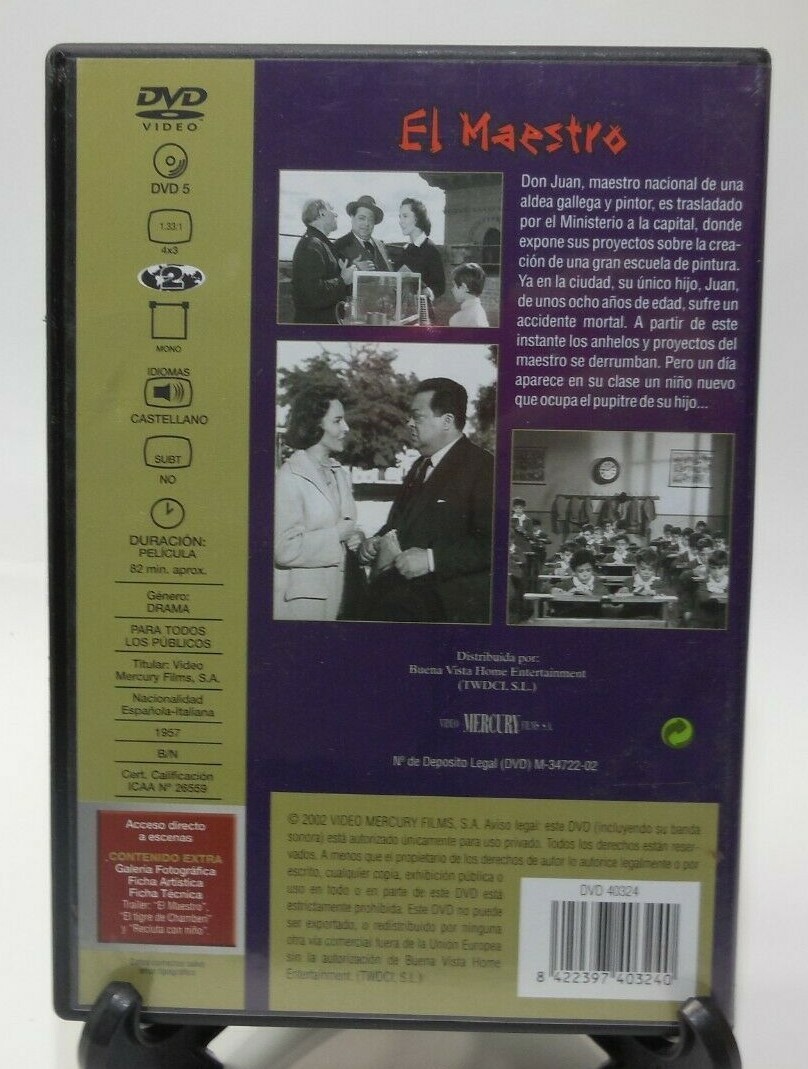 DVD
VIDEO
DVD 5
1.33:1
4x3
2
MONO
IDIOMAS
CASTELLANO
SUBT
NO
DURACIÓN:
PELÍCULA
82 min. aprox.
Género:
DRAMA
PARA TODOS
LOS PÚBLICOS
Titular: Video
Mercury Films, S.A.
Nacionalidad
Española-Italiana
1957
B/N
Cert. Calificación
ICAA Nº 26559
Acceso directo
a escenas
CONTENIDO EXTRA
Galería Fotográfica
Ficha Artística
Ficha Técnica
Trailer: "El Maestro",
"El tigre de Chamberí"
y "Recluta con niño".
El Maestro
Don Juan, maestro nacional de una
aldea gallega y pintor, es trasladado
por el Ministerio a la capital, donde
expone sus proyectos sobre la crea-
ción de una gran escuela de pintura.
Ya en la ciudad, su único hijo, Juan,
de unos ocho años de edad, sufre un
accidente mortal. A partir de este
instante los anhelos y proyectos del
maestro se derrumban. Pero un día
aparece en su clase un niño nuevo
que ocupa el pupitre de su hijo...
Distribuida por:
Buena Vista Home Entertainment
(TWDCI, S.L.)
VIDEO MERCURY FILMS S.A.
Nº de Deposito Legal (DVD) M-34722-02
© 2002 VIDEO MERCURY FILMS, S.A. Aviso legal: este DVD (incluyendo su banda
sonora) está autorizado únicamente para uso privado. Todos los derechos están reser-
vados. A menos que el propietario de los derechos de autor lo autorice legalmente o por
escrito, cualquier copia, exhibición pública o
uso en todo o en parte de este DVD está
estrictamente prohibida. Este DVD no puede
ser exportado, o redistribuido por ninguna
otra vía comercial fuera de la Unión Europea
sin la autorización de Buena Vista Home
Entertainment. (TWDCI, S.L.)
DVD 40324
8 422397 403240